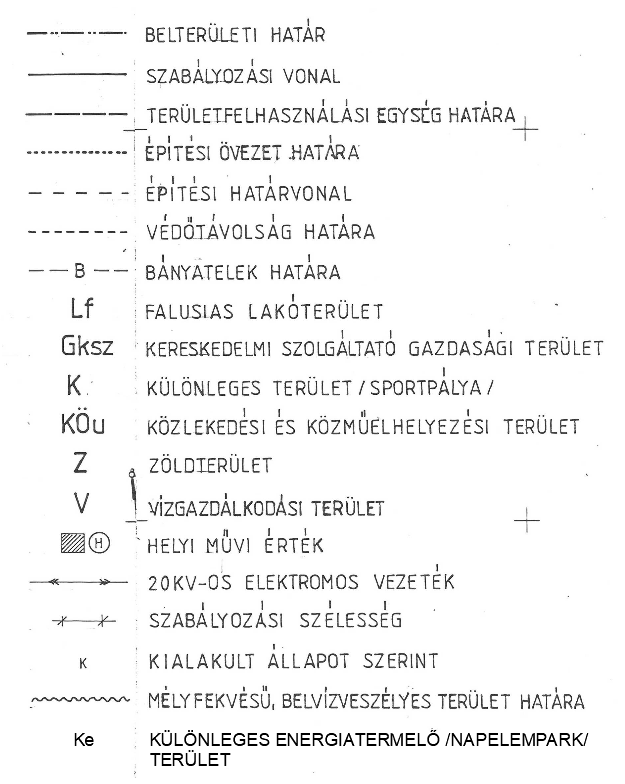 BELTERÜLETI HATÁR
SZABÁLYOZÁSI VONAL
TERÜLETFELHASZNÁLÁSI EGYSÉG HATÁRA
ÉPÍTÉSI ÖVEZET HATÁRA
ÉPÍTÉSI HATÁRVONAL
VÉDŐTÁVOLSÁG HATÁRA
B BÁNYATELEK HATÁRA
Lf FALUSIAS LAKÓTERÜLET
Gksz KERESKEDELMI SZOLGÁLTATÓ GAZDASÁGI TERÜLET
K KÜLÖNLEGES TERÜLET /SPORTPÁLYA/
KÖu KÖZLEKEDÉSI ÉS KÖZMŰELHELYEZÉSI TERÜLET
Z ZÖLDTERÜLET
V VÍZGAZDÁLKODÁSI TERÜLET
H HELYI MŰVI ÉRTÉK
20KV-OS ELEKTROMOS VEZETÉK
SZABÁLYOZÁSI SZÉLESSÉG
K KIALAKULT ÁLLAPOT SZERINT
MÉLYFEKVÉSŰ, BELVÍZVESZÉLYES TERÜLET HATÁRA
Ke KÜLÖNLEGES ENERGIATERMELŐ /NAPELEMPARK/
TERÜLET